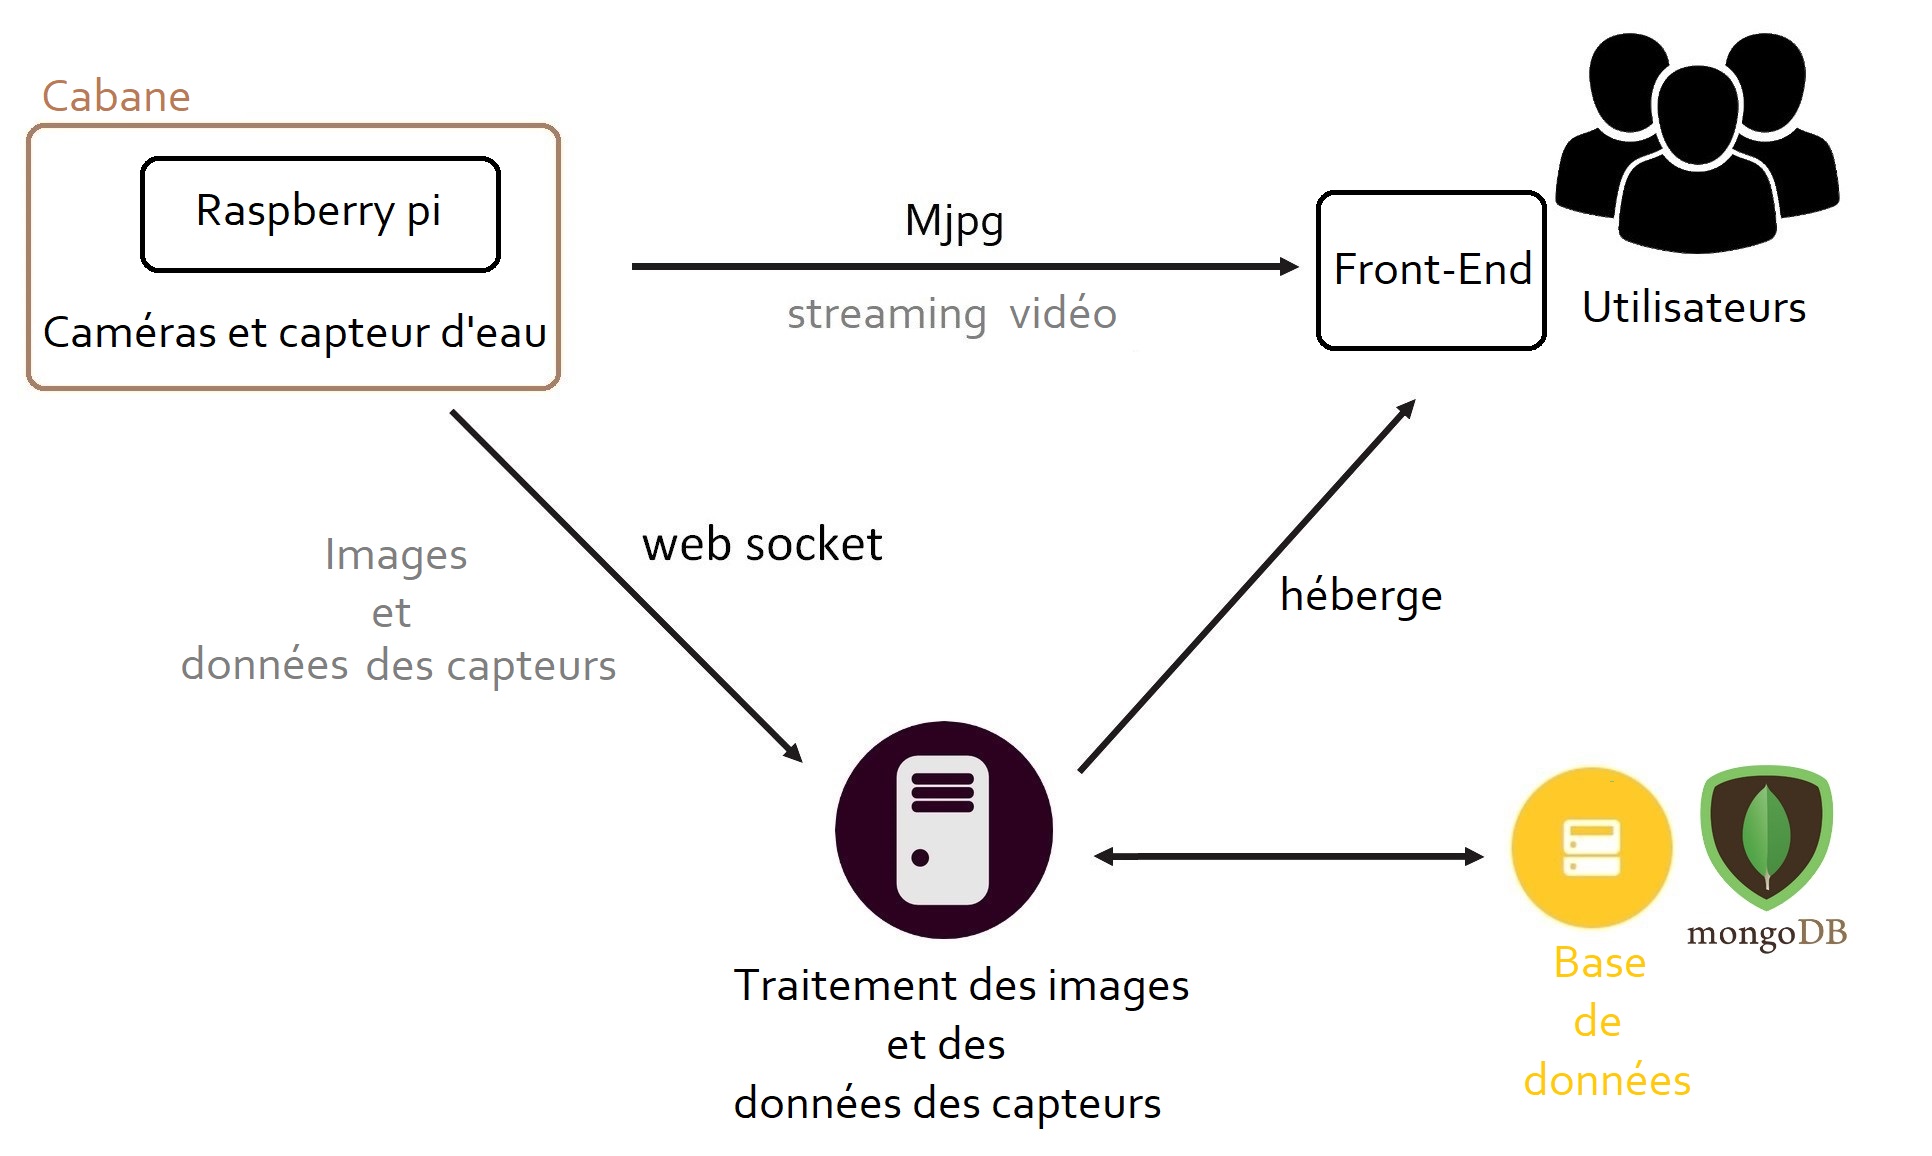 Cabane
Raspberry pi
Caméras et capteur d'eau
Mjpg
streaming vidéo
Front-End
Utilisateurs
web socket
Images
et
données des capteurs
héberge
Traitement des images
et des
données des capteurs
mongoDB
Base
de
données